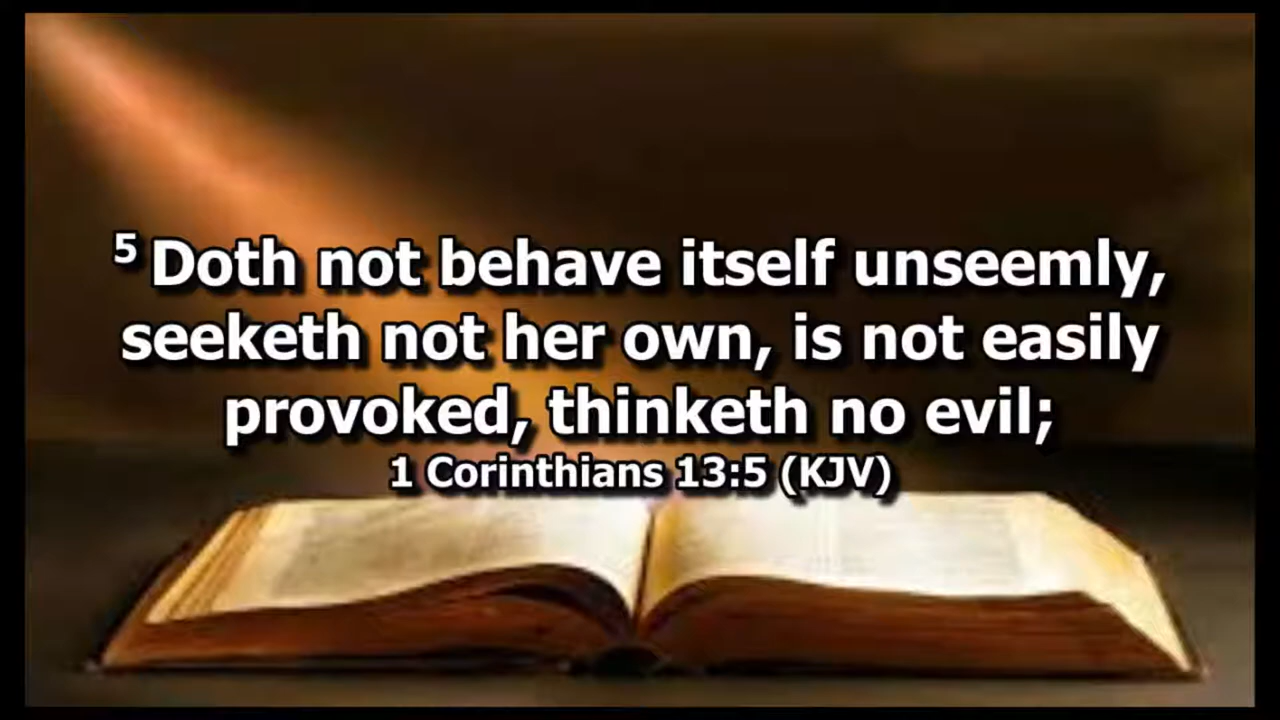 5 Doth not behave itself unseemly,
seeketh not her own, is not easily
provoked, thinketh no evil;
1 Corinthians 13:5 (KJV)